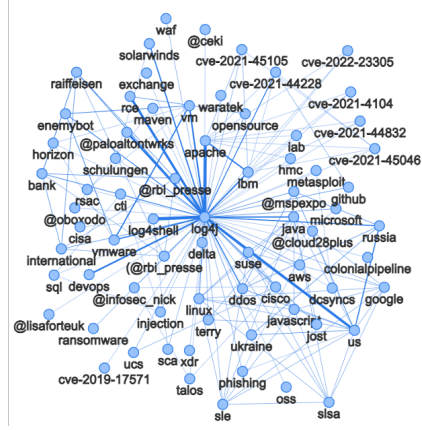 waf
@ceki
solarwinds
cve-2021-45105
cve-2022-23305
raiffeisen
exchange
cve-2021-44228
rce
waratek
cve-2021-4104
maven
vm
opensource
enemybot
cve-2021-44832
@paloaltontwrks
apache
iab
cve-2021-45046
horizon
schulungen
hmc
bank
@rbi_presse
ibm
metasploit
rsac
cti
@mspexpo
github
@oboxodo
log4shell
log4j
java
microsoft
cisa
ymware
delta
@cloud28plus
russia
international
(@rbi_presse
suse
colonialpipeline
aws
sql
devops
@infosec_nick
ddos
cisco
dcsyncs
google
linux
@lisaforteuk
injection
terry
javascript
ransomware
ukraine
jost
us
ucs
sca
xdr
cve-2019-17571
talos
phishing
oss
sle
slsa